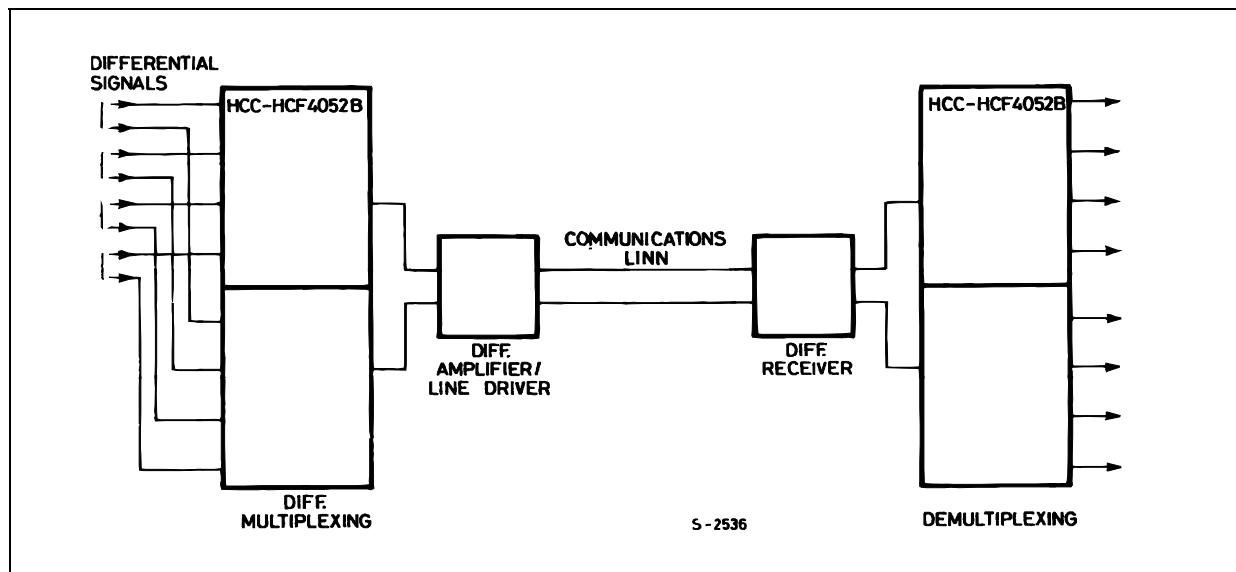 DIFFERENTIAL
SIGNALS
HCC-HCF4052B
HCC-HCF4052B
COMMUNICATIONS
LINN
DIFF.
AMPLIFIER/
LINE DRIVER
DIFF.
RECEIVER
DIFF.
MULTIPLEXING
S-2536
DEMULTIPLEXING